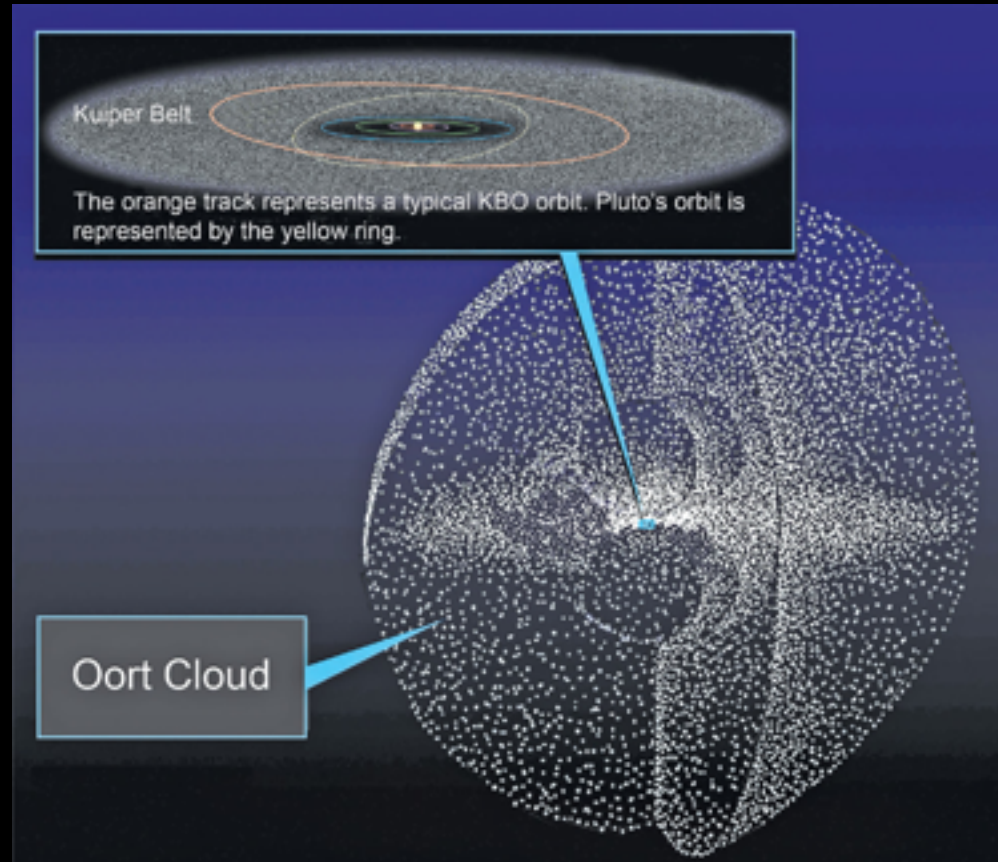 Kuiper Belt
The orange track represents a typical KBO orbit. Pluto's orbit is
represented by the yellow ring.
Oort Cloud